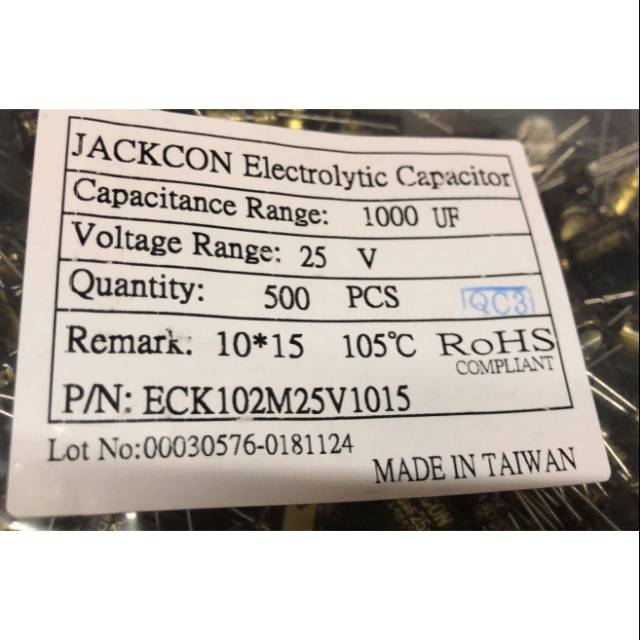 JACKCON Electrolytic Capacitor
Capacitance Range: 1000 UF
Voltage Range: 25 V
Quantity: 500 PCS QC3
Remark: 10*15 105℃ RoHS
COMPLIANT
P/N: ECK102M25V1015
Lot No:00030576-0181124
MADE IN TAIWAN